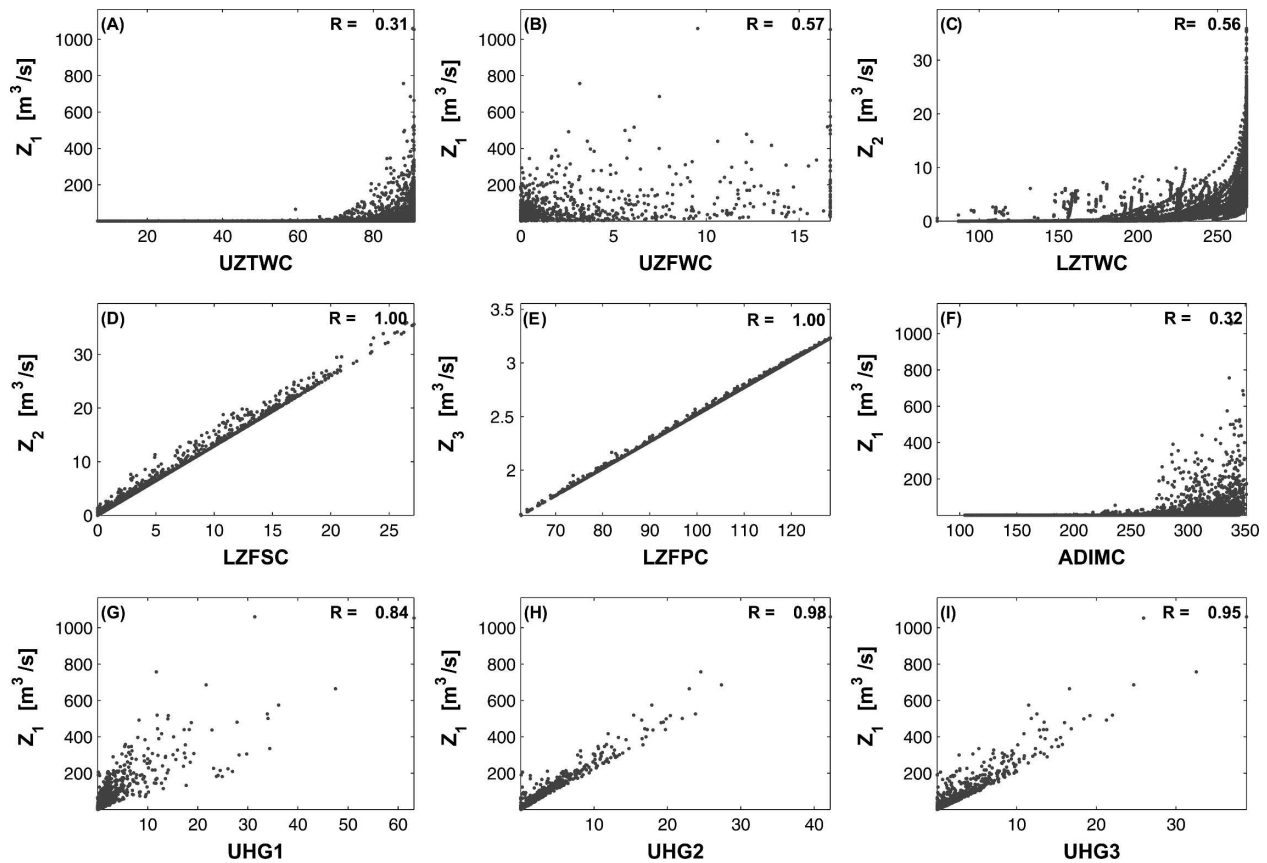 (A) R = 0.31
Z1 [m3/s]
1000
800
600
400
200
20 40 60 80
UZTWC
(B) R = 0.57
Z1 [m3/s]
1000
800
600
400
200
0 5 10 15
UZFWC
(C) R= 0.56
Z2 [m3/s]
30
20
10
0
100 150 200 250
LZTWC
(D) R = 1.00
Z2 [m3/s]
30
20
10
0
0 5 10 15 20 25
LZFSC
(E) R = 1.00
Z3 [m3/s]
3.5
3
2.5
2
70 80 90 100 110 120
LZFPC
(F) R = 0.32
Z1 [m3/s]
1000
800
600
400
200
100 150 200 250 300 350
ADIMC
(G) R = 0.84
Z1 [m3/s]
1000
800
600
400
200
10 20 30 40 50 60
UHG1
(H) R = 0.98
Z1 [m3/s]
1000
800
600
400
200
0 10 20 30 40
UHG2
(I) R = 0.95
Z1 [m3/s]
1000
800
600
400
200
10 20 30
UHG3